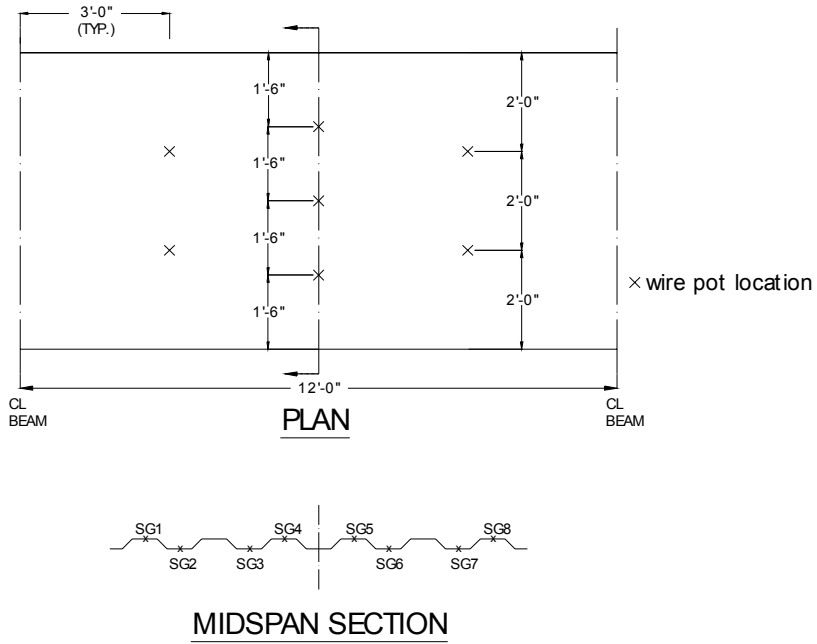 3'-0"
(TYP.)
1'-6"
2'-0"
1'-6"
2'-0"
1'-6"
1'-6"
2'-0"
× wire pot location
12'-0"
CL
BEAM
CL
BEAM
PLAN
SG1
SG4
SG5
SG8
SG2
SG3
SG6
SG7
MIDSPAN SECTION